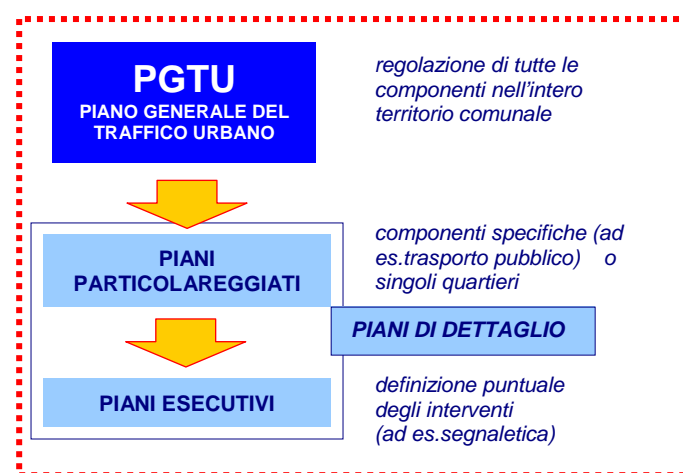 PGTU
PIANO GENERALE DEL
TRAFFICO URBANO
regolazione di tutte le
componenti nell'intero
territorio comunale
PIANI
PARTICOLAREGGIATI
componenti specifiche (ad
es.trasporto pubblico) o
singoli quartieri
PIANI DI DETTAGLIO
PIANI ESECUTIVI
definizione puntuale
degli interventi
(ad es.segnaletica)